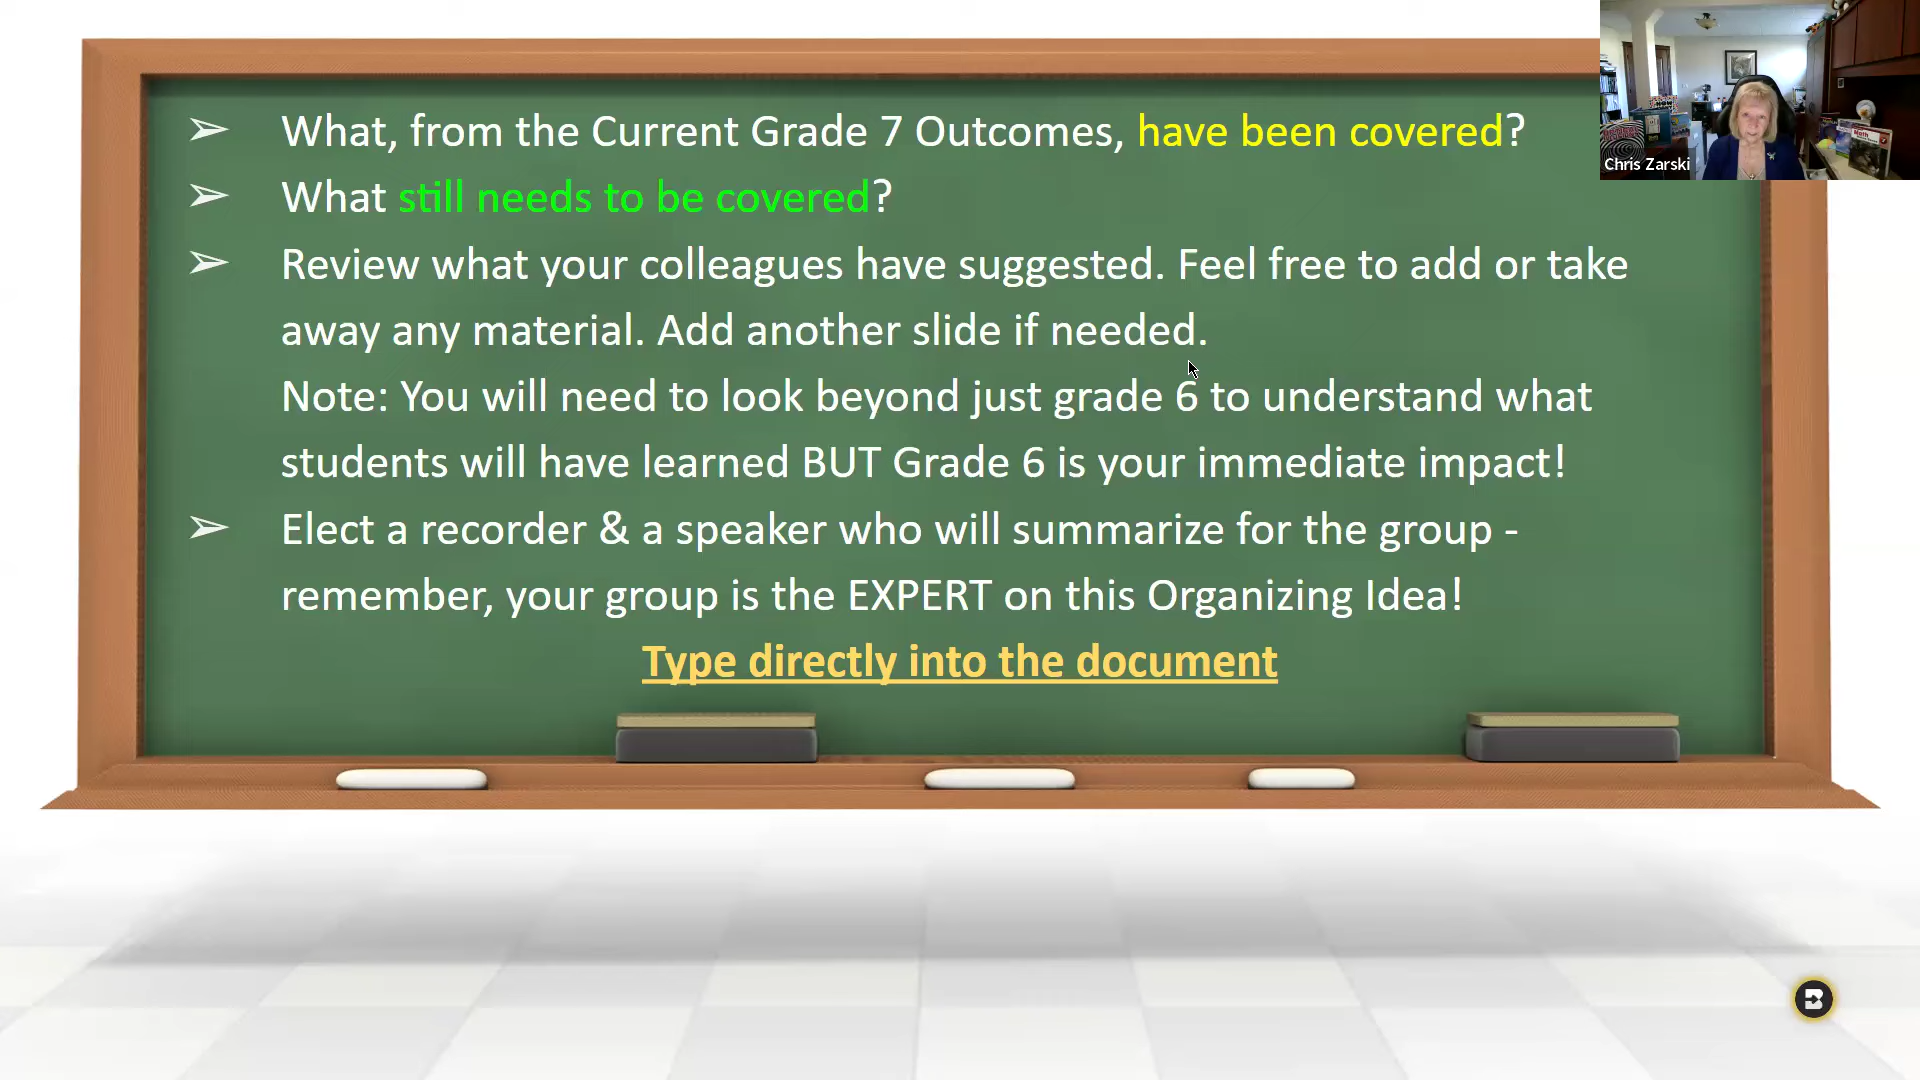 ➢ What, from the Current Grade 7 Outcomes, have been covered?
➢ What still needs to be covered?
➢ Review what your colleagues have suggested. Feel free to add or take
away any material. Add another slide if needed.
Note: You will need to look beyond just grade 6 to understand what
students will have learned BUT Grade 6 is your immediate impact!
➢ Elect a recorder & a speaker who will summarize for the group -
remember, your group is the EXPERT on this Organizing Idea!
Type directly into the document
Chris Zarski